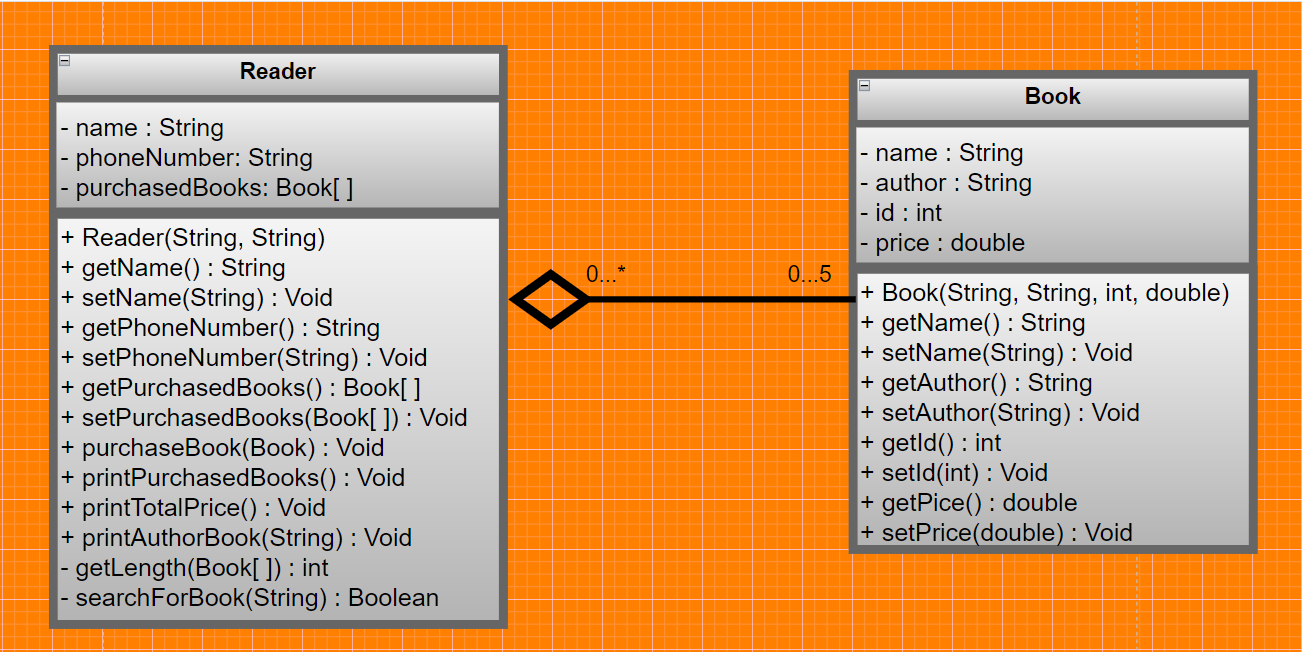 Reader
- name : String
- phoneNumber: String
- purchasedBooks: Book[ ]
+ Reader(String, String)
+ getName() : String
+ setName(String) : Void
+ getPhoneNumber() : String
+ setPhoneNumber(String) : Void
+ getPurchasedBooks() : Book[ ]
+ setPurchasedBooks(Book[ ]) : Void
+ purchaseBook(Book) : Void
+ printPurchasedBooks() : Void
+ printTotalPrice() : Void
+ printAuthorBook(String) : Void
- getLength(Book[ ]) : int
- searchForBook(String) : Boolean
0...*
0...5
Book
- name : String
- author : String
- id : int
- price : double
+ Book(String, String, int, double)
+ getName() : String
+ setName(String) : Void
+ getAuthor() : String
+ setAuthor(String) : Void
+ getId() : int
+ setId(int) : Void
+ getPice() : double
+ setPrice(double) : Void